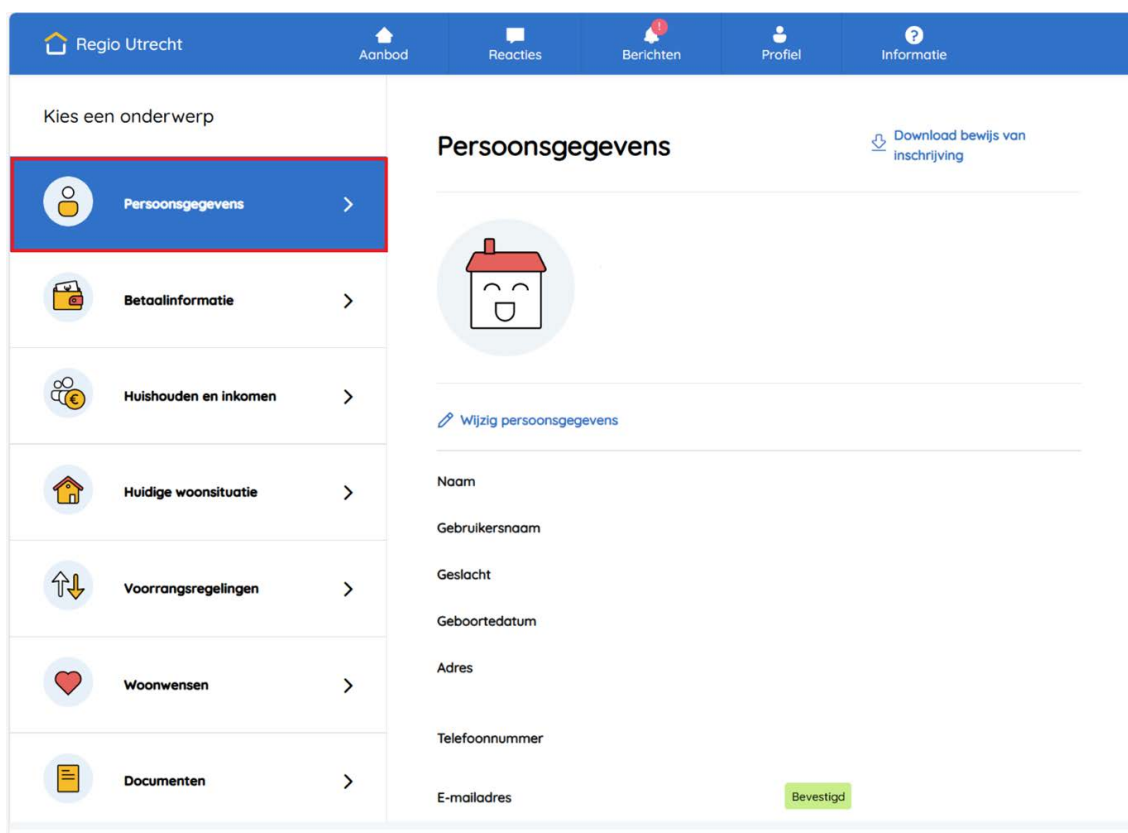 Regio Utrecht
Aanbod
Reacties
Berichten
Profiel
Informatie
Kies een onderwerp
Persoonsgegevens
Betaalinformatie
Huishouden en inkomen
Huidige woonsituatie
Voorrangsregelingen
Woonwensen
Documenten
Persoonsgegevens
Download bewijs van
inschrijving
Wijzig persoonsgegevens
Naam
Gebruikersnaam
Geslacht
Geboortedatum
Adres
Telefoonnummer
E-mailadres
Bevestigd